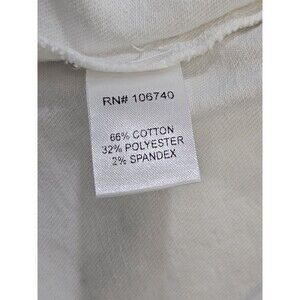 RN# 106740
66% COTTON
32% POLYESTER
2% SPANDEX